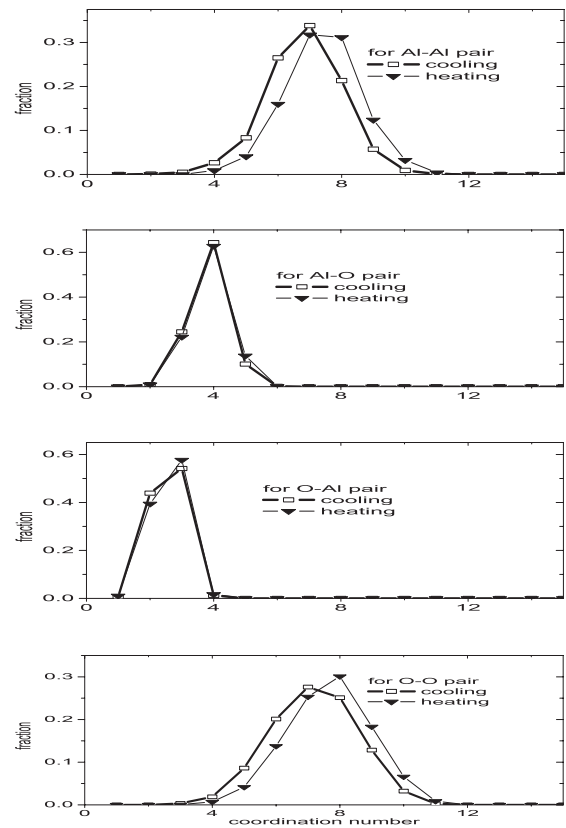 0.3
for Al-Al pair
cooling
0.2
heating
fraction
0.1
0.0
0 4 8 12
0.6
for Al-O pair
cooling
0.4
heating
fraction
0.2
0.0
0 4 8 12
0.6
for O-Al pair
cooling
0.4
heating
fraction
0.2
0.0
0 4 8 12
0.3
for O-O pair
cooling
heating
0.2
fraction
0.1
0.0
0 4 8 12
coordination number